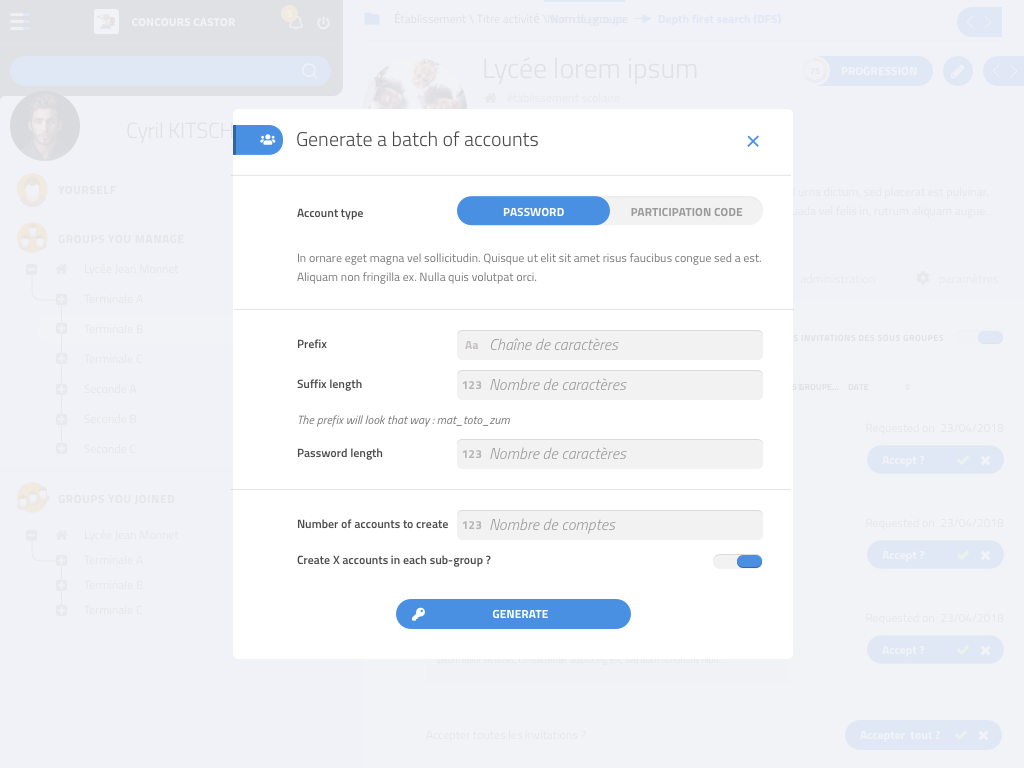 CONCOURS CASTOR
Établissement \ Titre activité \
Nom du groupe
Depth first search (DFS)
Lycée lorem ipsum
PROGRESSION
établissement scolaire
Cyril KITSCH
Generate a batch of accounts
YOURSELF
Account type
PASSWORD
PARTICIPATION CODE
urna dictum, sed placerat est pulvinar.
vel felis in, rutrum aliquam augue.
GROUPS YOU MANAGE
In ornare eget magna vel sollicitudin. Quisque ut elit sit amet risus faucibus congue sed a est.
Aliquam non fringilla ex. Nulla quis volutpat orci.
Lycée Jean Monnet
administration
paramètres
Terminale A
Terminale B
Terminale C
Seconde A
Seconde B
Seconde C
Prefix
Aa
Chaîne de caractères
INVITATIONS DES SOUS GROUPES
Suffix length
123
Nombre de caractères
DATE
The prefix will look that way : mat_toto_zum
Requested on 23/04/2018
Password length
123
Nombre de caractères
Accept ?
GROUPS YOU JOINED
Lycée Jean Monnet
Terminale A
Terminale B
Terminale C
Number of accounts to create
123
Nombre de comptes
Requested on 23/04/2018
Create X accounts in each sub-group ?
Accept ?
GENERATE
Requested on 23/04/2018
Accept ?
Accepter toutes les invitations ?
Accepter tout ?